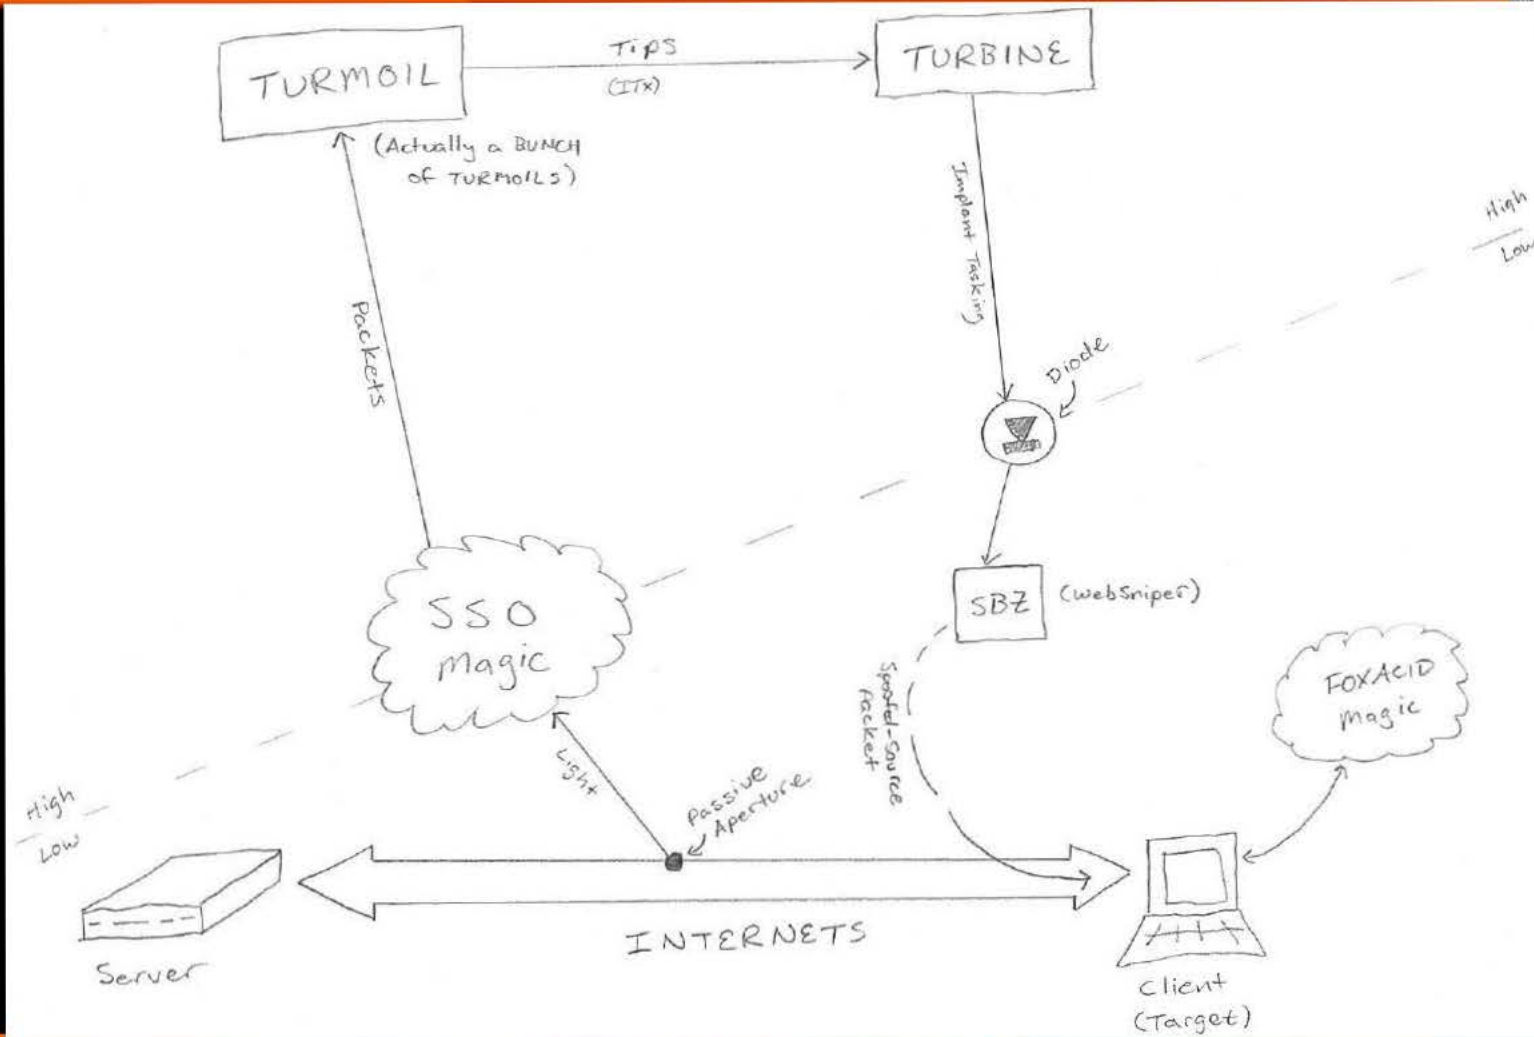 TURMOIL
(Actually a BUNCH
of TURMOILS)
Tips
(ITx)
TURBINE
Implant Tasking
High
Low
Diode
Packets
SSO
magic
SBZ
(WebSniper)
Spoofed-Source
Packet
FOXACID
magic
Light
Passive
Aperture
High
Low
Server
INTERNETS
Client
(Target)